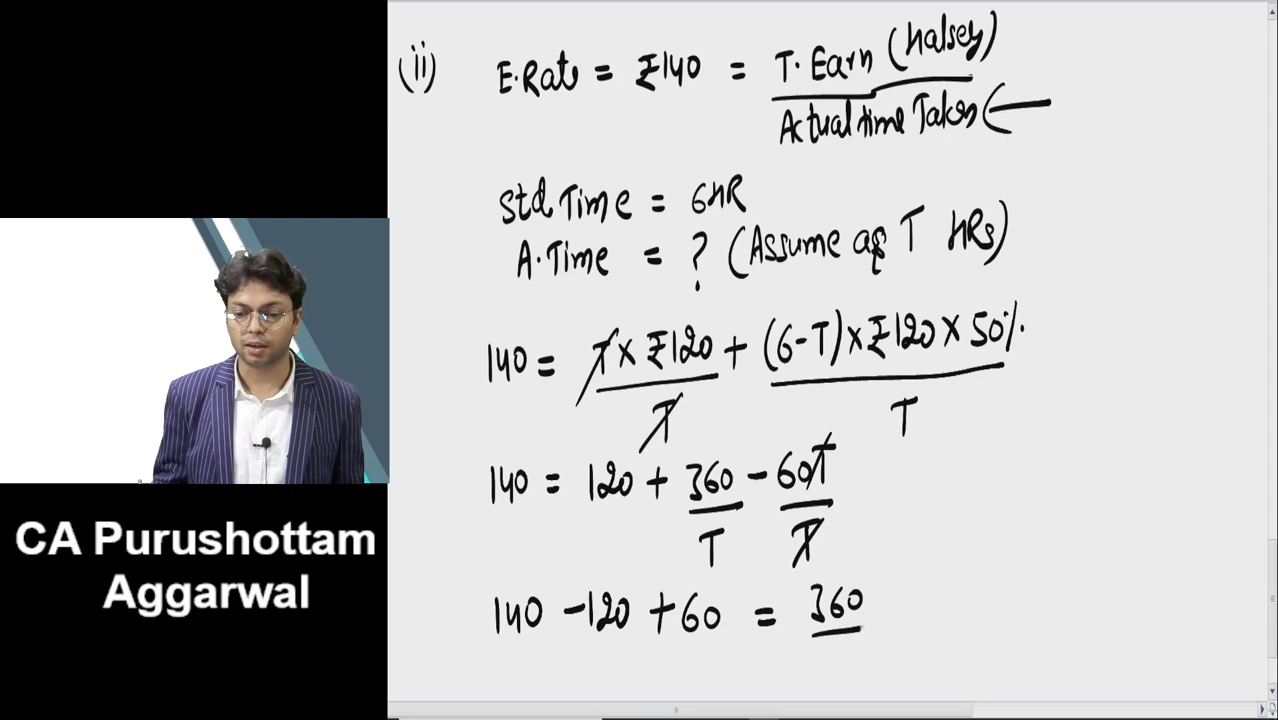 (ii) E.Rate = ₹140 = T. Earn (Halsey)
Actual time Taken
Std Time = 6HR
A.Time = ? (Assume as T HRs)
140 = T × ₹120 + (6-T) × ₹120 × 50%
T T
140 = 120 + 360 - 60T
T T
140 - 120 + 60 = 360
CA Purushottam
Aggarwal